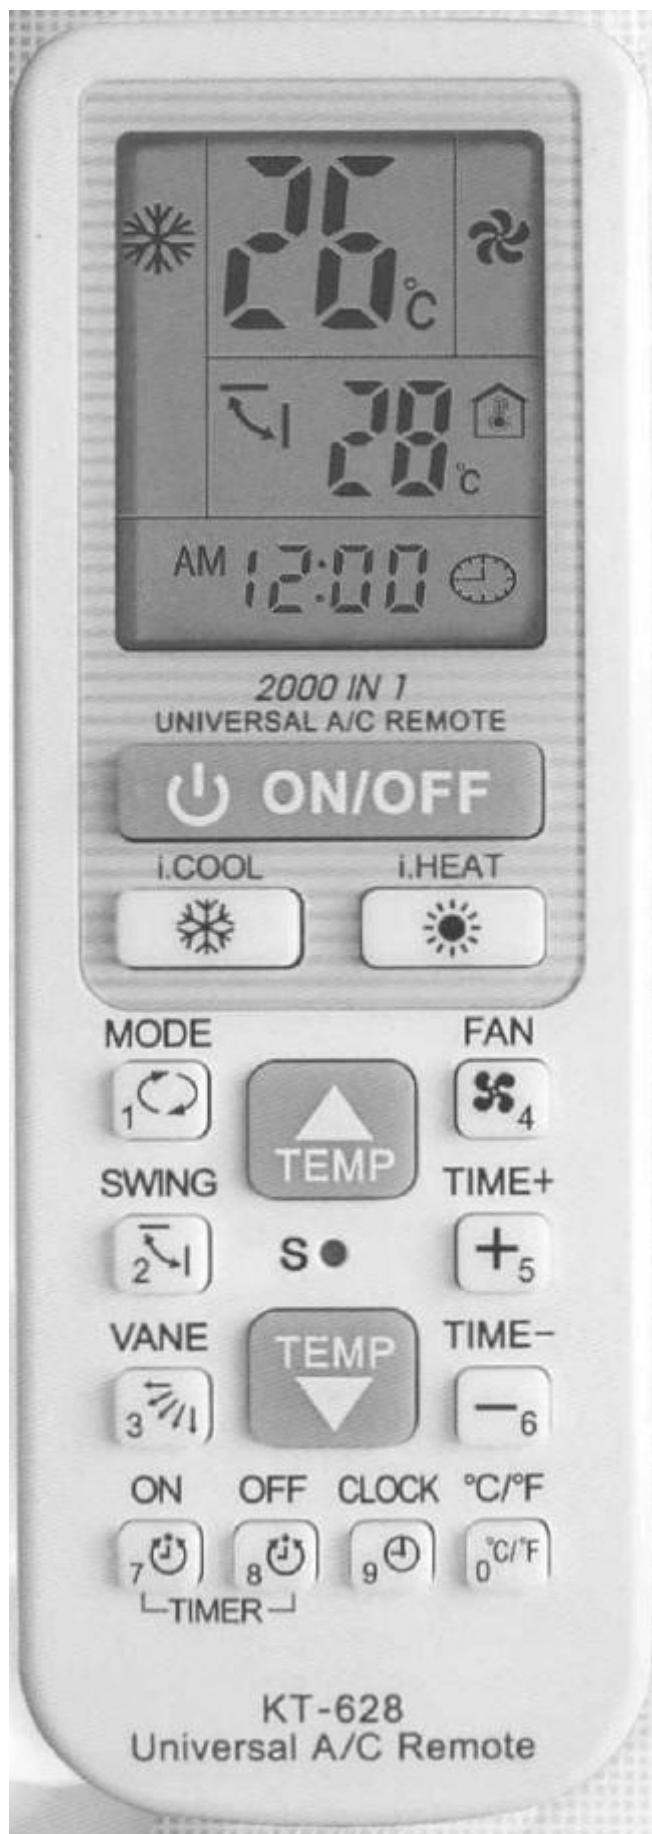 26 °C
28 °C
AM 12:00
2000 IN 1
UNIVERSAL A/C REMOTE
ON/OFF
i.COOL i.HEAT
MODE FAN
1 TEMP 4
SWING TIME+
2 S +5
VANE TEMP TIME-
3 -6
ON OFF CLOCK °C/°F
7 8 9 0 °C/°F
TIMER
KT-628
Universal A/C Remote